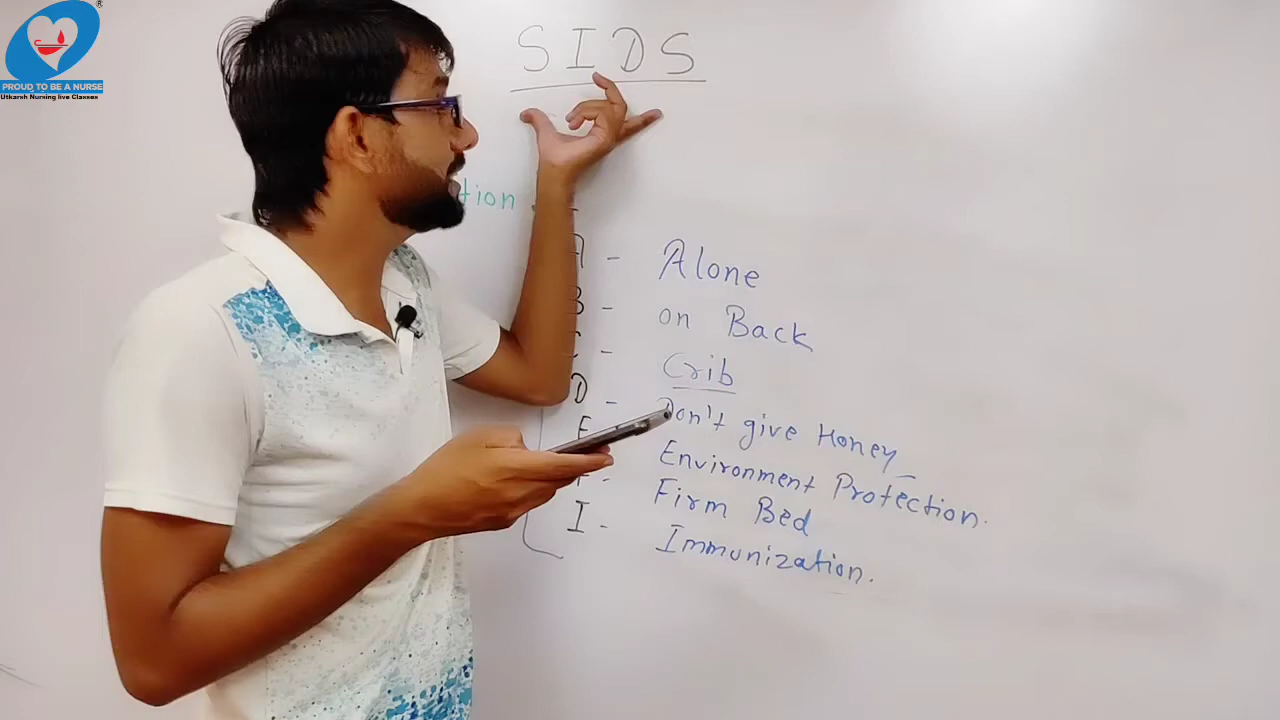 ®
PROUD TO BE A NURSE
Utkarsh Nursing live Classes
SIDS
tion
A - Alone
B - on Back
C - Crib
D - Don't give Honey
E Environment Protection.
F - Firm Bed
I - Immunization.